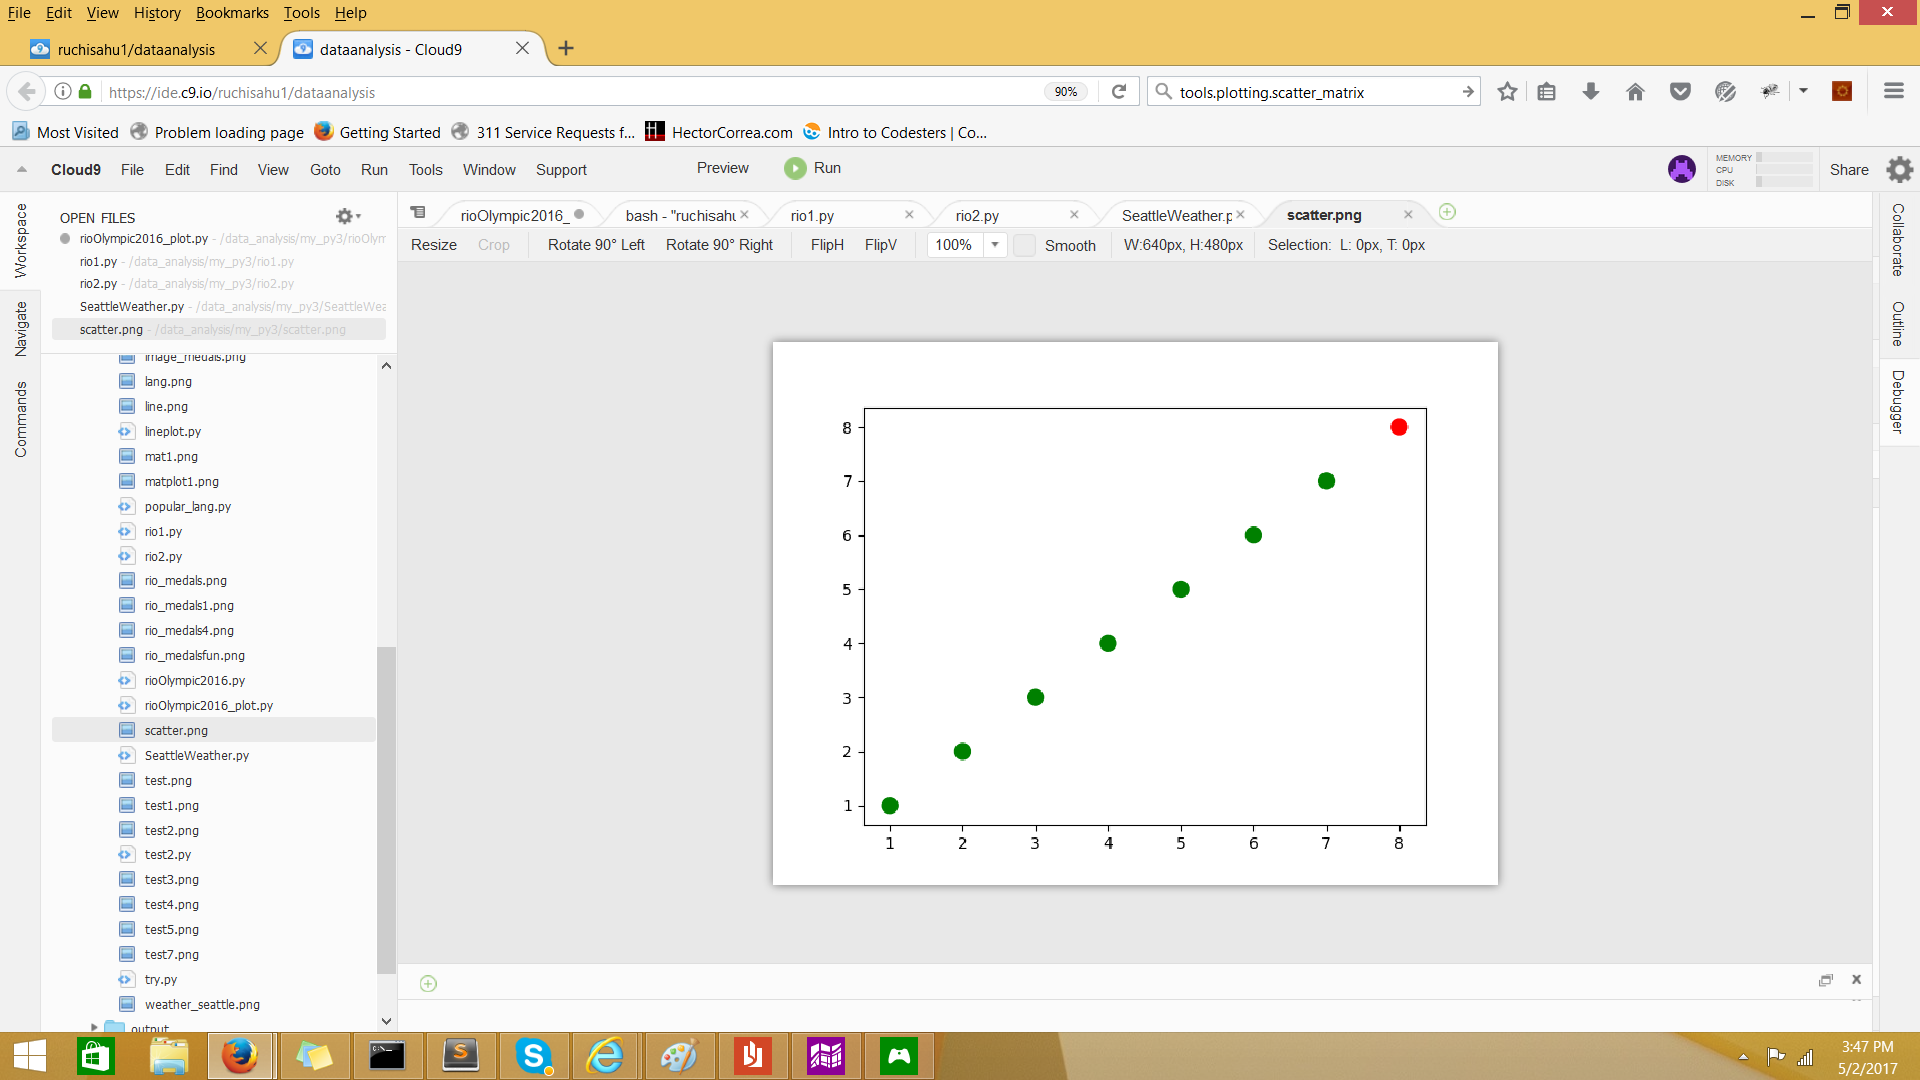 File Edit View History Bookmarks Tools Help
ruchisahu1/dataanalysis
dataanalysis - Cloud9
https://ide.c9.io/ruchisahu1/dataanalysis
90%
tools.plotting.scatter_matrix
Most Visited Problem loading page Getting Started 311 Service Requests f... HectorCorrea.com Intro to Codesters | Co...
Cloud9 File Edit Find View Goto Run Tools Window Support Preview Run
MEMORY
CPU
DISK
Share
Workspace
Navigate
Commands
OPEN FILES
rioOlympic2016_plot.py - /data_analysis/my_py3/rioOlym
rio1.py - /data_analysis/my_py3/rio1.py
rio2.py - /data_analysis/my_py3/rio2.py
SeattleWeather.py - /data_analysis/my_py3/SeattleWea
scatter.png - /data_analysis/my_py3/scatter.png
image_medals.png
lang.png
line.png
lineplot.py
mat1.png
matplot1.png
popular_lang.py
rio1.py
rio2.py
rio_medals.png
rio_medals1.png
rio_medals4.png
rio_medalsfun.png
rioOlympic2016.py
rioOlympic2016_plot.py
scatter.png
SeattleWeather.py
test.png
test1.png
test2.png
test2.py
test3.png
test4.png
test5.png
test7.png
try.py
weather_seattle.png
output
rioOlympic2016_ bash - "ruchisahu rio1.py rio2.py SeattleWeather.p scatter.png
Resize Crop Rotate 90° Left Rotate 90° Right FlipH FlipV 100% Smooth W:640px, H:480px Selection: L: 0px, T: 0px
8
7
6
5
4
3
2
1
1 2 3 4 5 6 7 8
Collaborate
Outline
Debugger
3:47 PM
5/2/2017